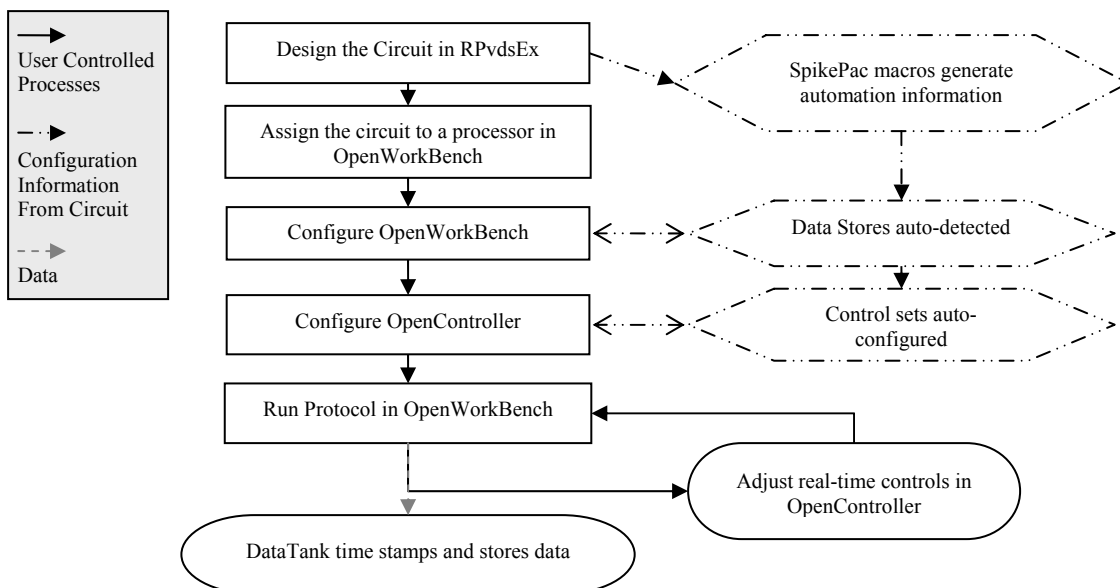 User Controlled
Processes
Configuration
Information
From Circuit
Data
Design the Circuit in RPvdsEx
SpikePac macros generate
automation information
Assign the circuit to a processor in
OpenWorkBench
Configure OpenWorkBench
Data Stores auto-detected
Configure OpenController
Control sets auto-
configured
Run Protocol in OpenWorkBench
Adjust real-time controls in
OpenController
DataTank time stamps and stores data